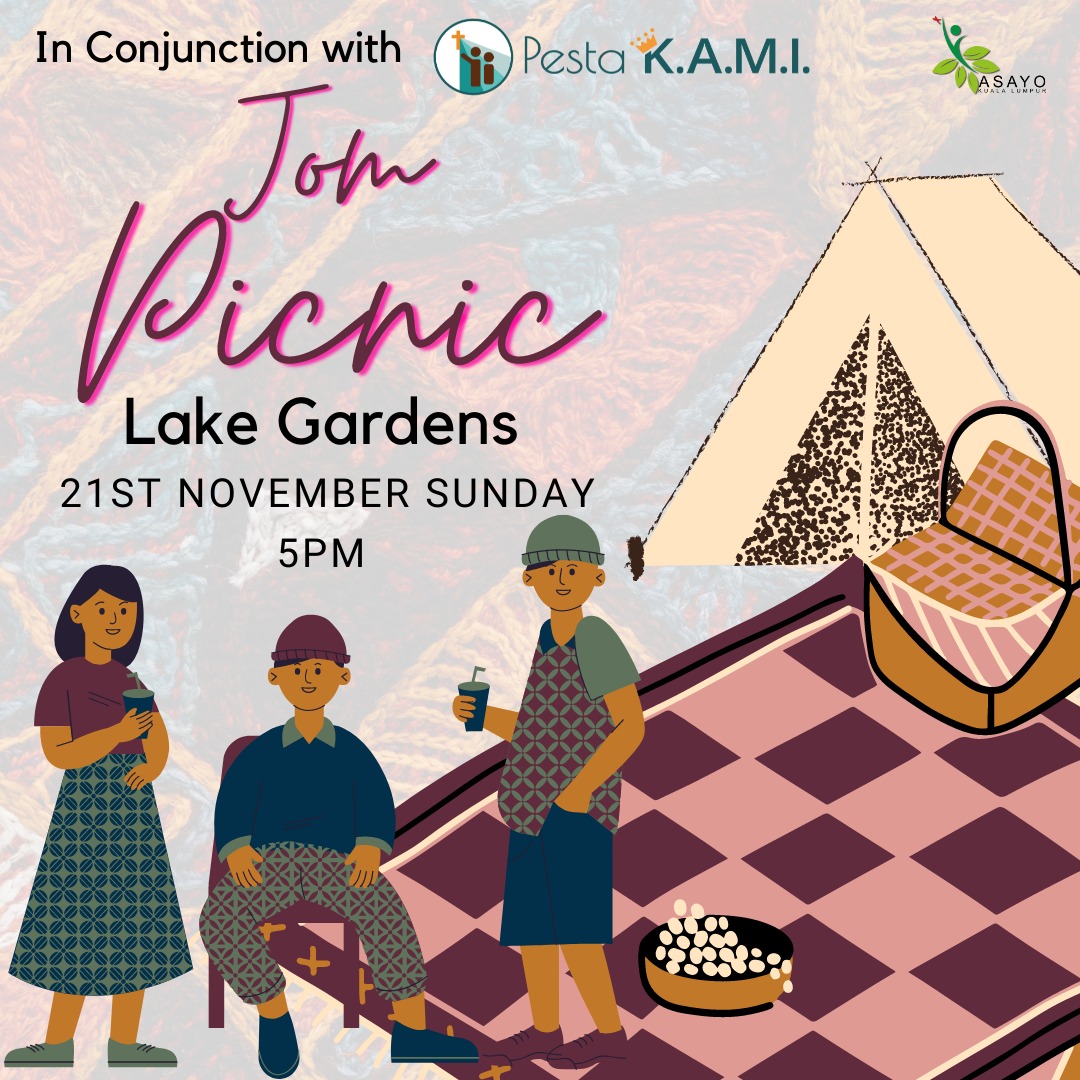 In Conjunction with
Pesta K.A.M.I.
ASAYO
KUALA LUMPUR
Jom
Picnic
Lake Gardens
21ST NOVEMBER SUNDAY
5PM